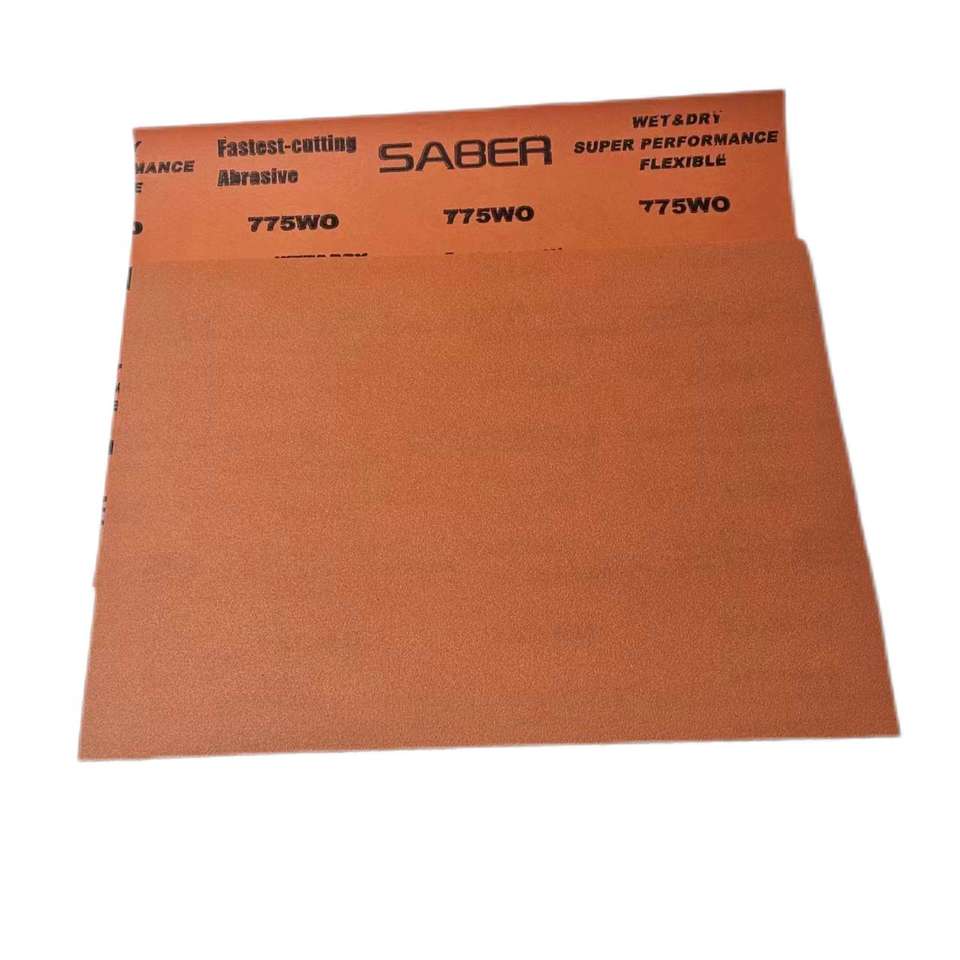 MANCE
Fastest-cutting
Abrasive
SABER
WET&DRY
SUPER PERFORMANCE
FLEXIBLE
775WO
775WO
775WO